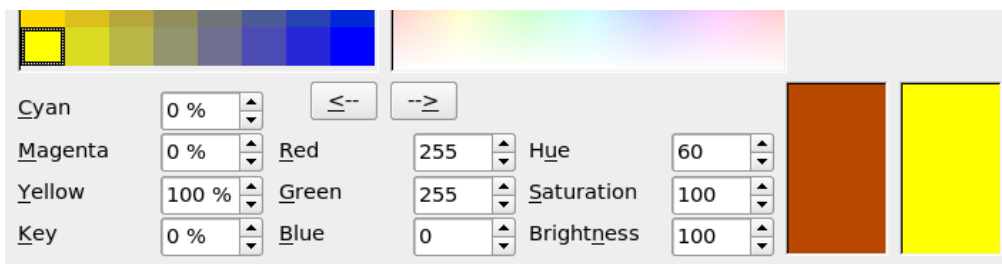 Cyan 0 % <-- -->
Magenta 0 % Red 255 Hue 60
Yellow 100 % Green 255 Saturation 100
Key 0 % Blue 0 Brightness 100